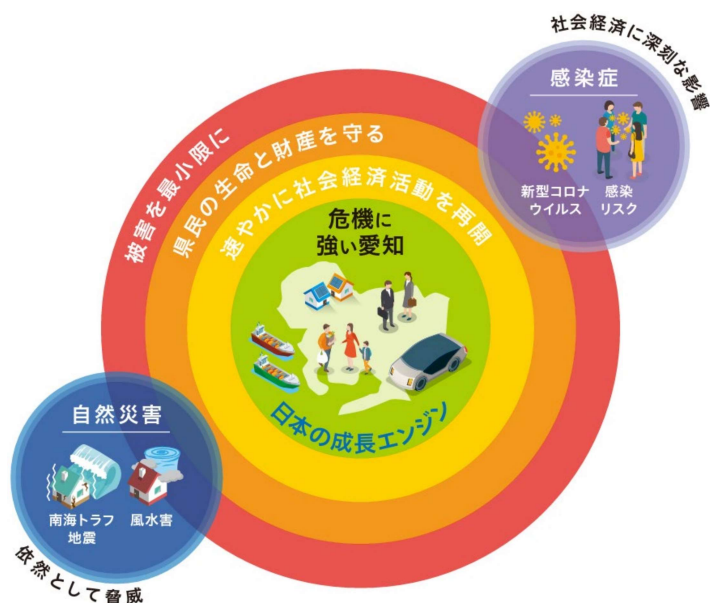 社会経済に深刻な影響
感染症
新型コロナ
ウイルス
感染
リスク
被害を最小限に
県民の生命と財産を守る
速やかに社会経済活動を再開
危機に
強い愛知
日本の成長エンジン
自然災害
南海トラフ
地震
風水害
依然として脅威